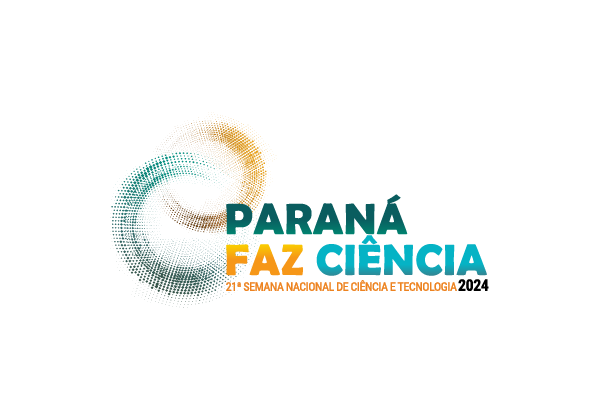 PARANÁ
FAZ CIÊNCIA
21ª SEMANA NACIONAL DE CIÊNCIA E TECNOLOGIA 2024